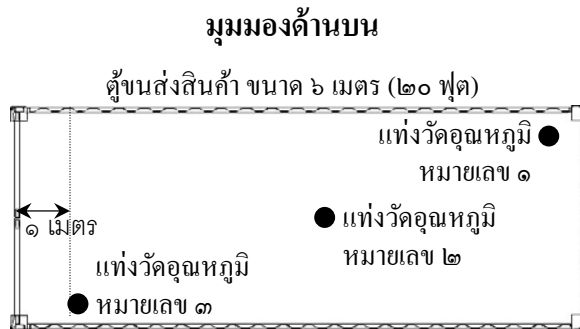 มุมมองด้านบน
ตู้ขนส่งสินค้า ขนาด ๖ เมตร (๒๐ ฟุต)
แท่งวัดอุณหภูมิ
หมายเลข ๑
แท่งวัดอุณหภูมิ
หมายเลข ๒
๑ เมตร
แท่งวัดอุณหภูมิ
หมายเลข ๓